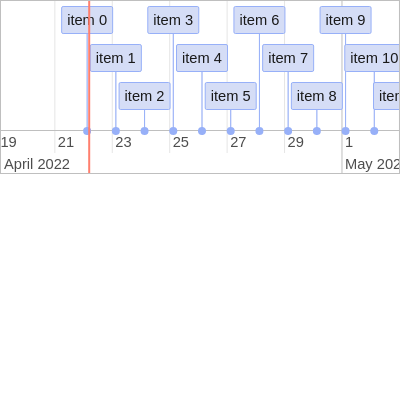 item 0 item 3 item 6 item 9
item 1 item 4 item 7 item 10
item 2 item 5 item 8
19 21 23 25 27 29 1
April 2022 May